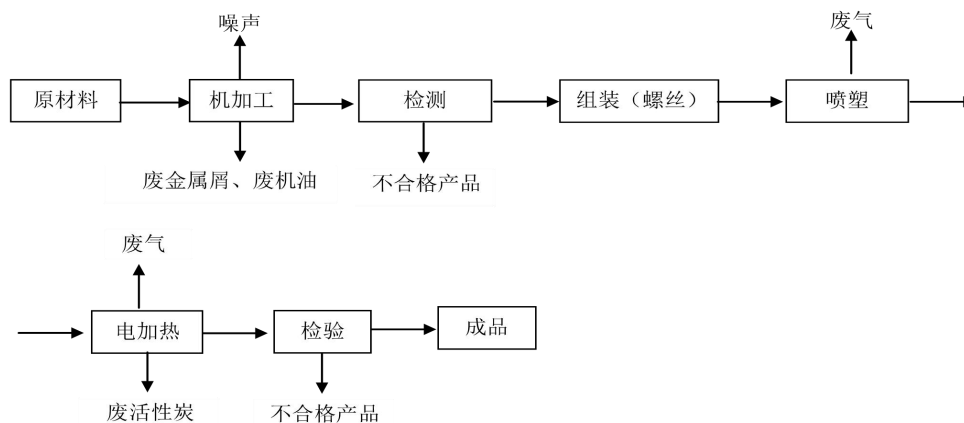 噪声
废气
原材料
机加工
检测
组装（螺丝）
喷塑
废金属屑、废机油
不合格产品
废气
电加热
检验
成品
废活性炭
不合格产品